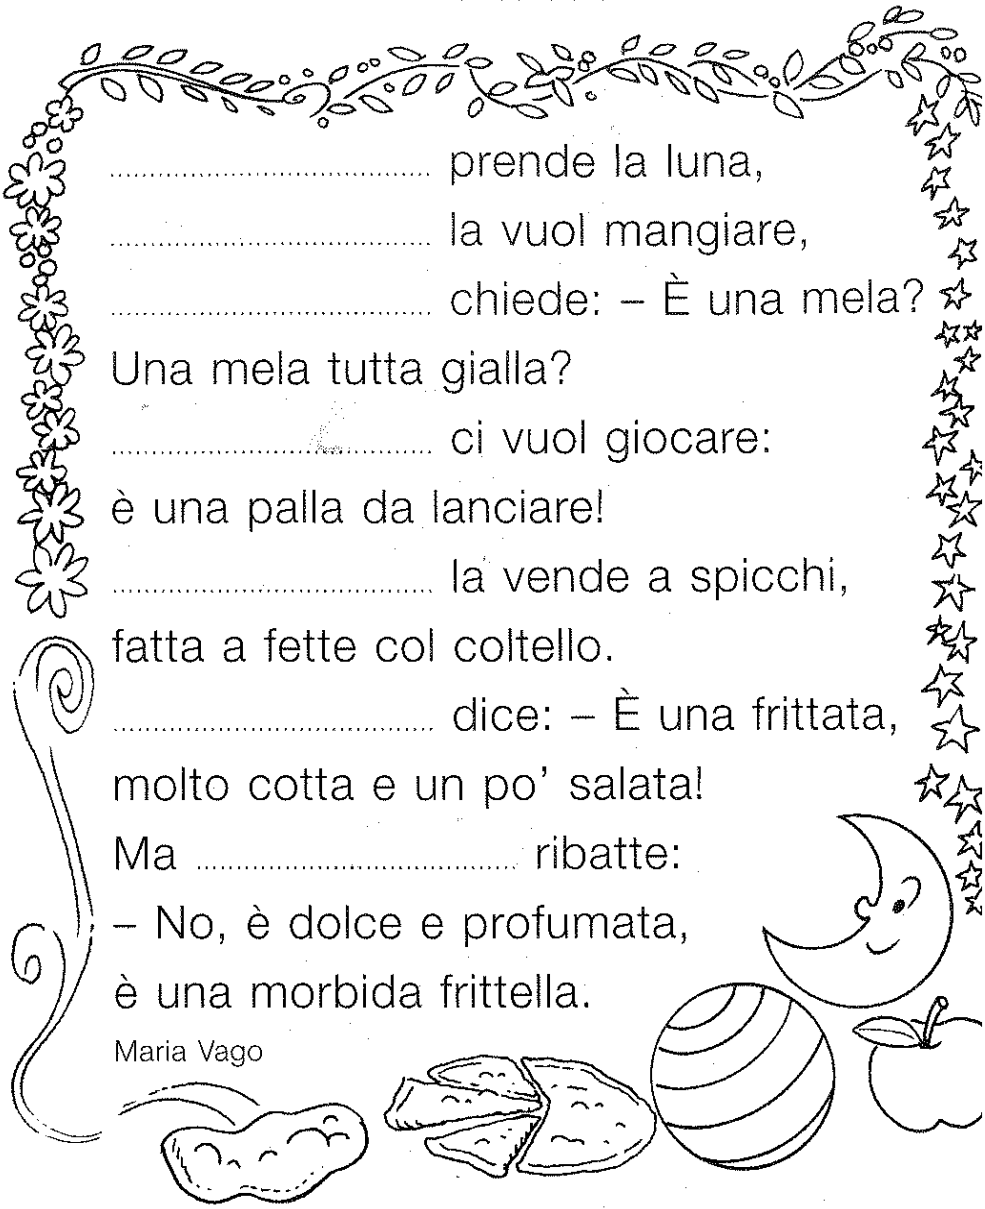 ................................ prende la luna,
................................ la vuol mangiare,
................................ chiede: – È una mela?
Una mela tutta gialla?
................................ ci vuol giocare:
è una palla da lanciare!
................................ la vende a spicchi,
fatta a fette col coltello.
................................ dice: – È una frittata,
molto cotta e un po’ salata!
Ma ................................ ribatte:
– No, è dolce e profumata,
è una morbida frittella.
Maria Vago